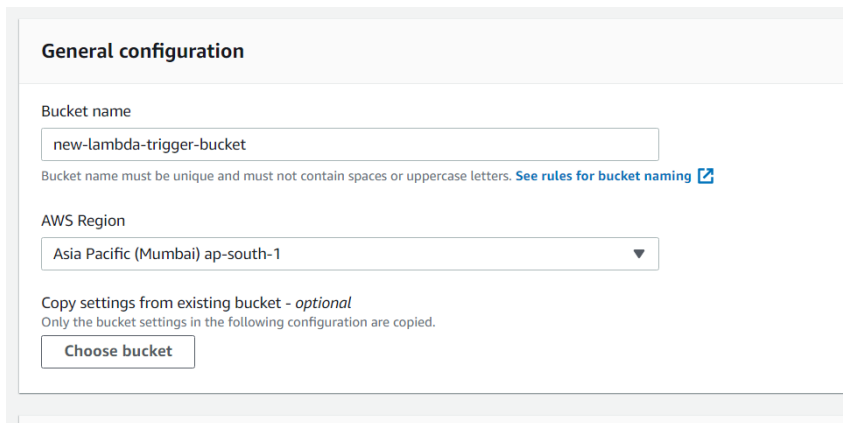 General configuration
Bucket name
new-lambda-trigger-bucket
Bucket name must be unique and must not contain spaces or uppercase letters. See rules for bucket naming
AWS Region
Asia Pacific (Mumbai) ap-south-1
Copy settings from existing bucket - optional
Only the bucket settings in the following configuration are copied.
Choose bucket